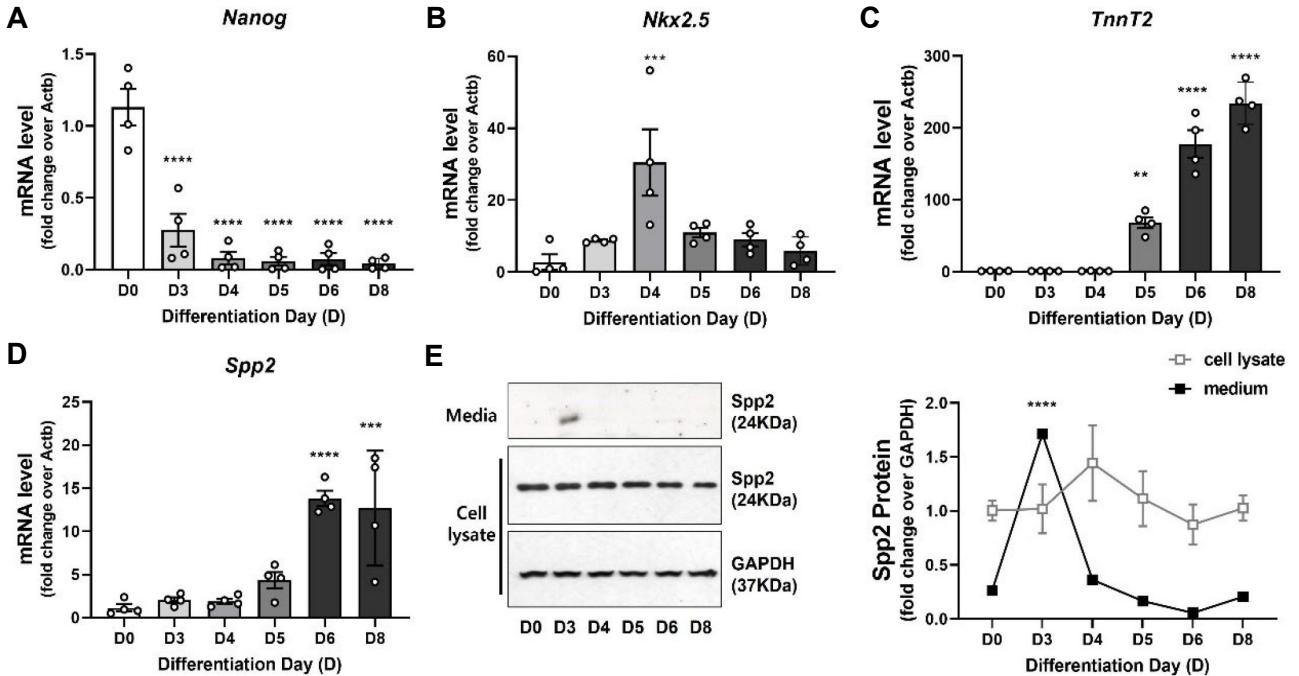 A
Nanog
mRNA level
(fold change over Actb)
1.5
1.0
0.5
0.0
****
****
****
****
****
D0 D3 D4 D5 D6 D8
Differentiation Day (D)
B
Nkx2.5
mRNA level
(fold change over Actb)
60
40
20
0
***
D0 D3 D4 D5 D6 D8
Differentiation Day (D)
C
TnnT2
mRNA level
(fold change over Actb)
300
200
100
0
**
****
****
D0 D3 D4 D5 D6 D8
Differentiation Day (D)
D
Spp2
mRNA level
(fold change over Actb)
25
20
15
10
5
0
****
***
D0 D3 D4 D5 D6 D8
Differentiation Day (D)
E
Media
Spp2
(24KDa)
Cell
lysate
Spp2
(24KDa)
GAPDH
(37KDa)
D0 D3 D4 D5 D6 D8
cell lysate
medium
Spp2 Protein
(fold change over GAPDH)
2.0
1.5
1.0
0.5
0.0
****
D0 D3 D4 D5 D6 D8
Differentiation Day (D)